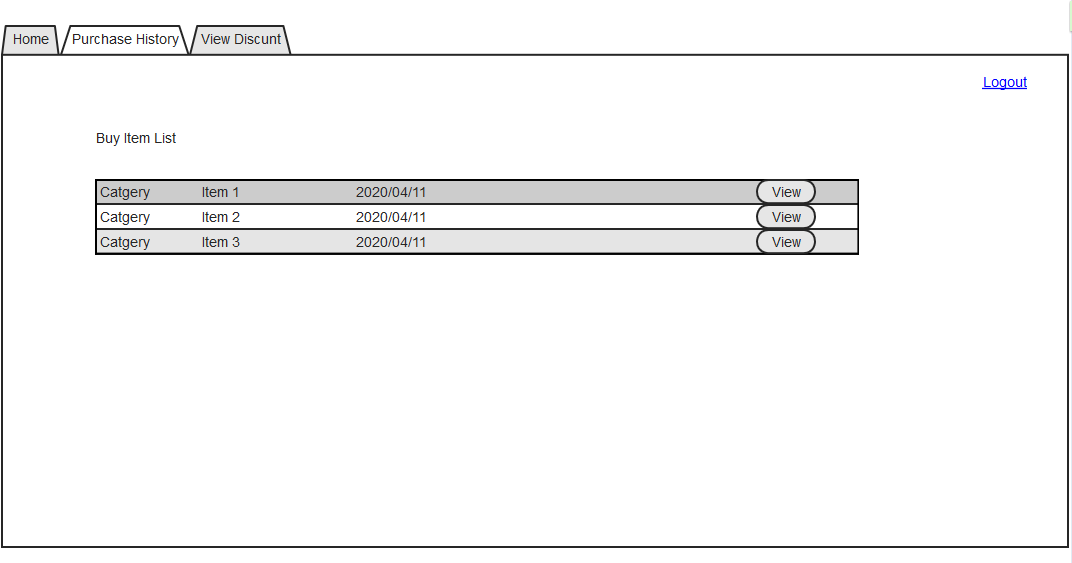 Home Purchase History View Discunt
Logout
Buy Item List
Catgery Item 1 2020/04/11 View
Catgery Item 2 2020/04/11 View
Catgery Item 3 2020/04/11 View